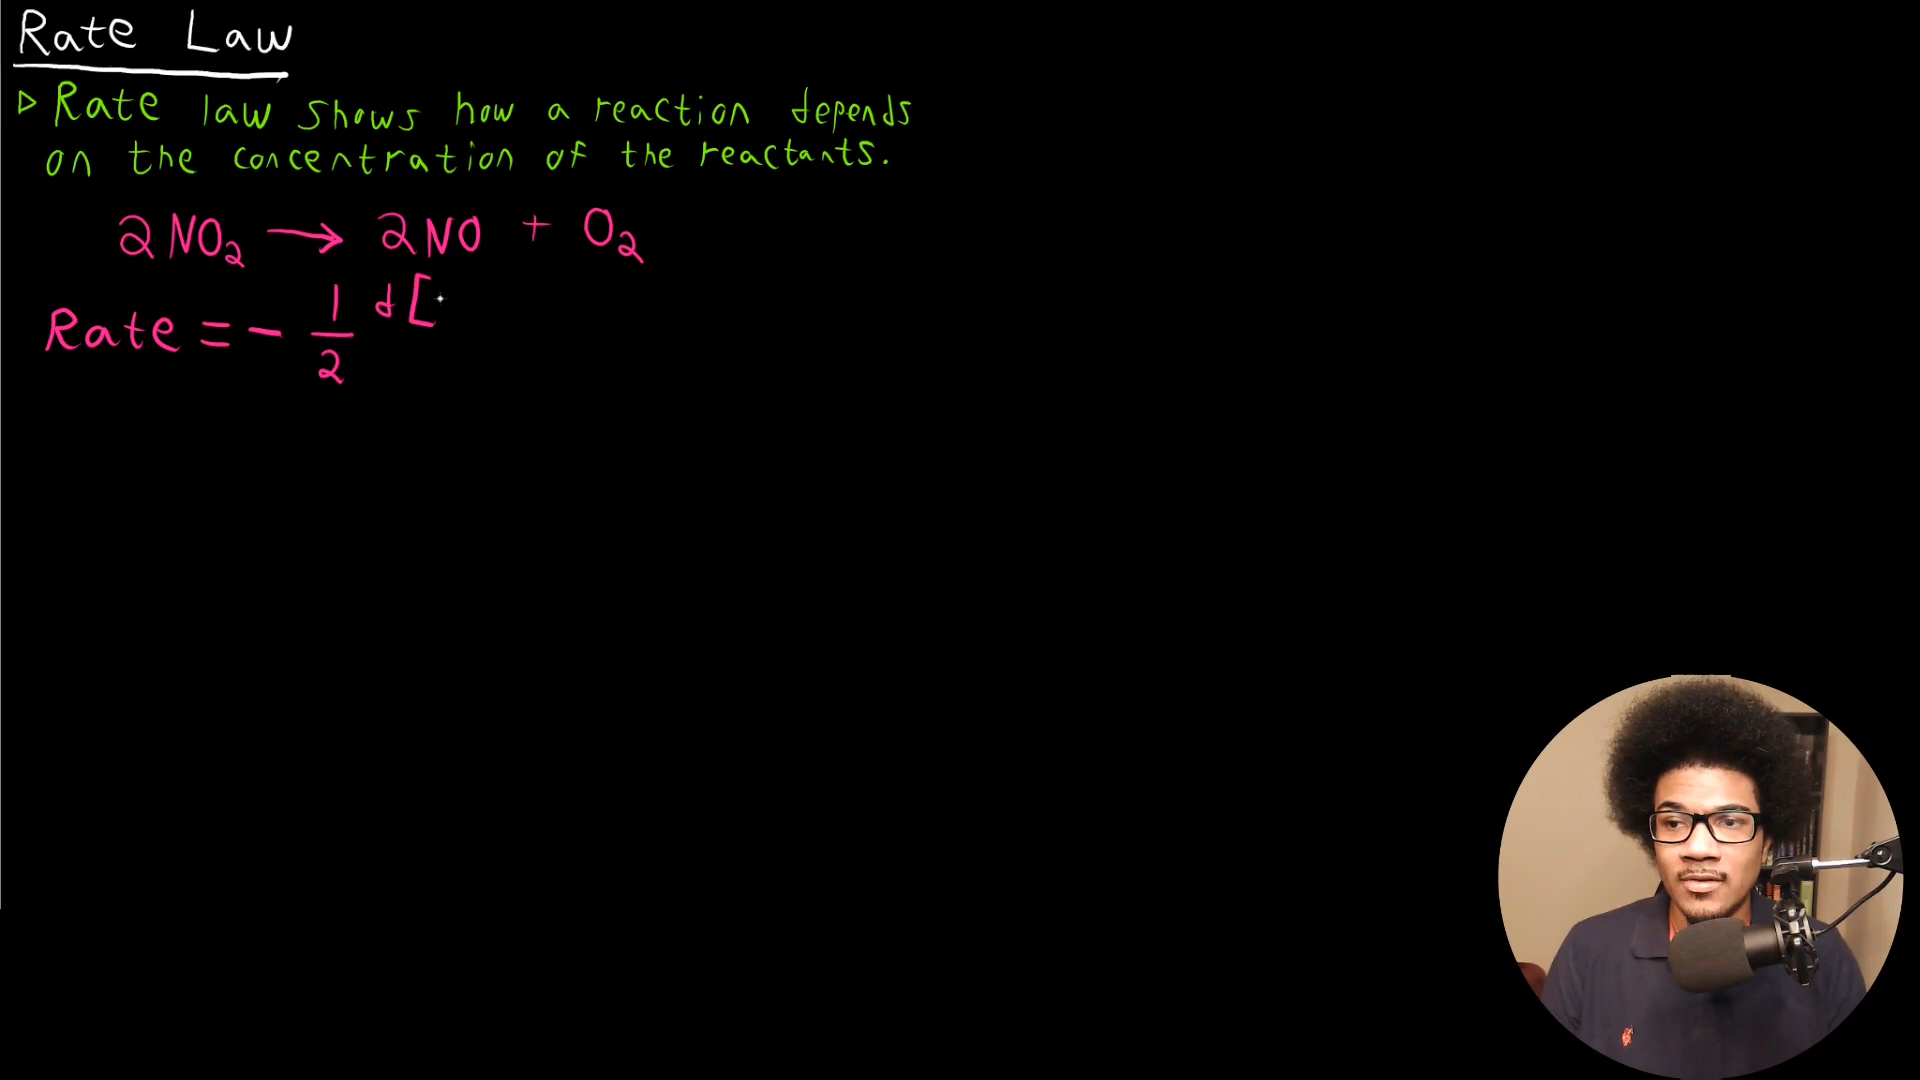 Rate Law
▷ Rate law shows how a reaction depends
on the concentration of the reactants.
2NO₂ → 2NO + O₂
Rate = - 1/2 d[